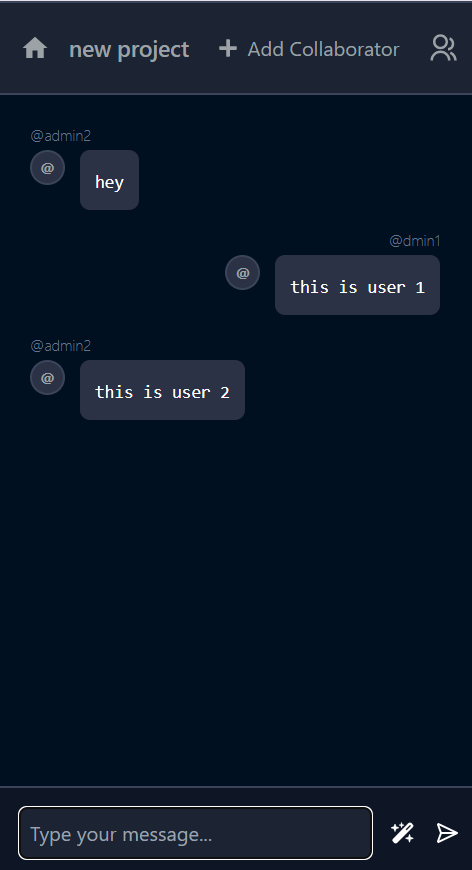 new project + Add Collaborator
@admin2
@
hey
@dmin1
@
this is user 1
@admin2
@
this is user 2
Type your message...